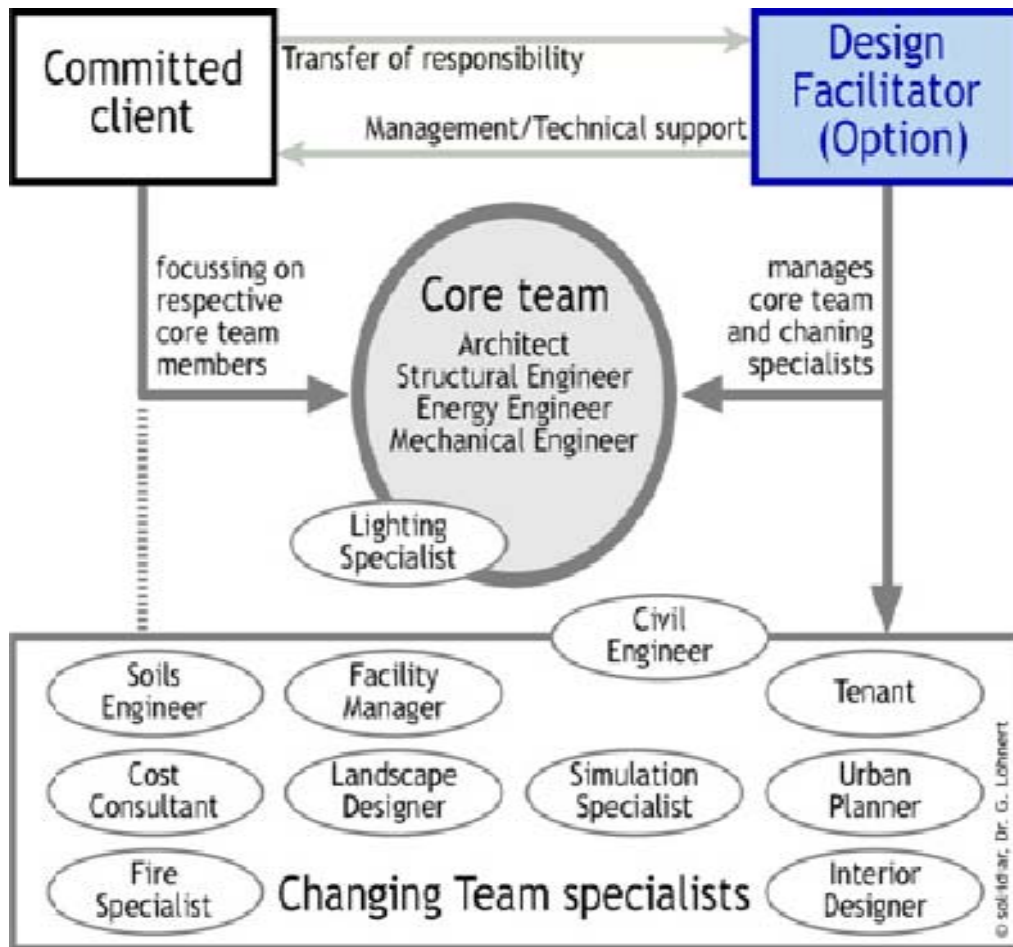 Committed
client
Transfer of responsibility
Management/Technical support
Design
Facilitator
(Option)
focussing on
respective
core team
members
Core team
Architect
Structural Engineer
Energy Engineer
Mechanical Engineer
manages
core team
and chaning
specialists
Lighting
Specialist
Civil
Engineer
Soils
Engineer
Facility
Manager
Tenant
Cost
Consultant
Landscape
Designer
Simulation
Specialist
Urban
Planner
Fire
Specialist
Changing Team specialists
Interior
Designer
© sol·id·ar, Dr. G. Löhnert